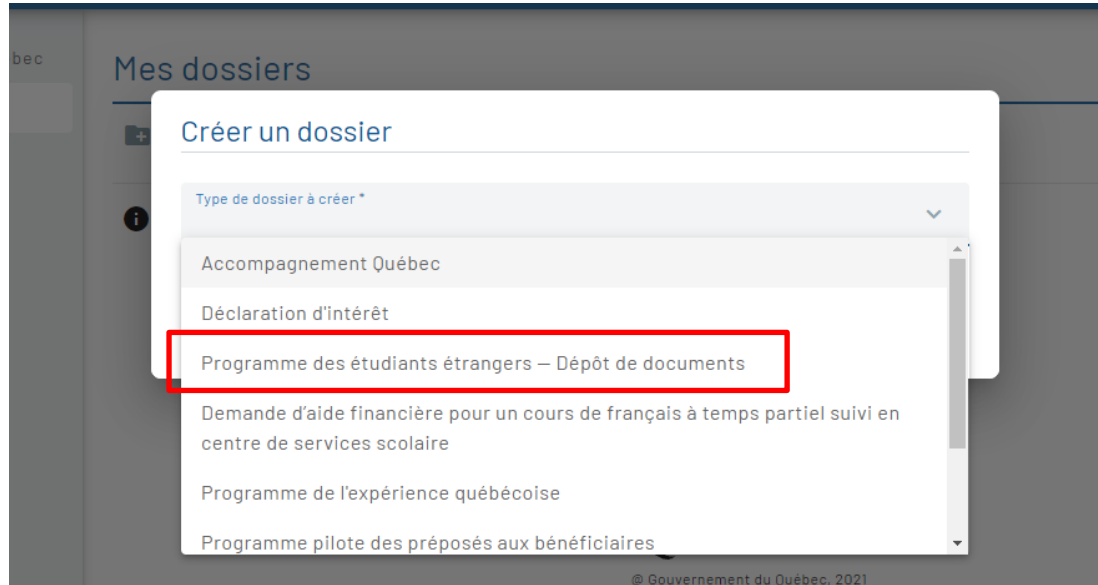 bec
Mes dossiers
Créer un dossier
Type de dossier à créer *
Accompagnement Québec
Déclaration d'intérêt
Programme des étudiants étrangers — Dépôt de documents
Demande d’aide financière pour un cours de français à temps partiel suivi en
centre de services scolaire
Programme de l'expérience québécoise
Programme pilote des préposés aux bénéficiaires
@ Gouvernement du Québec, 2021